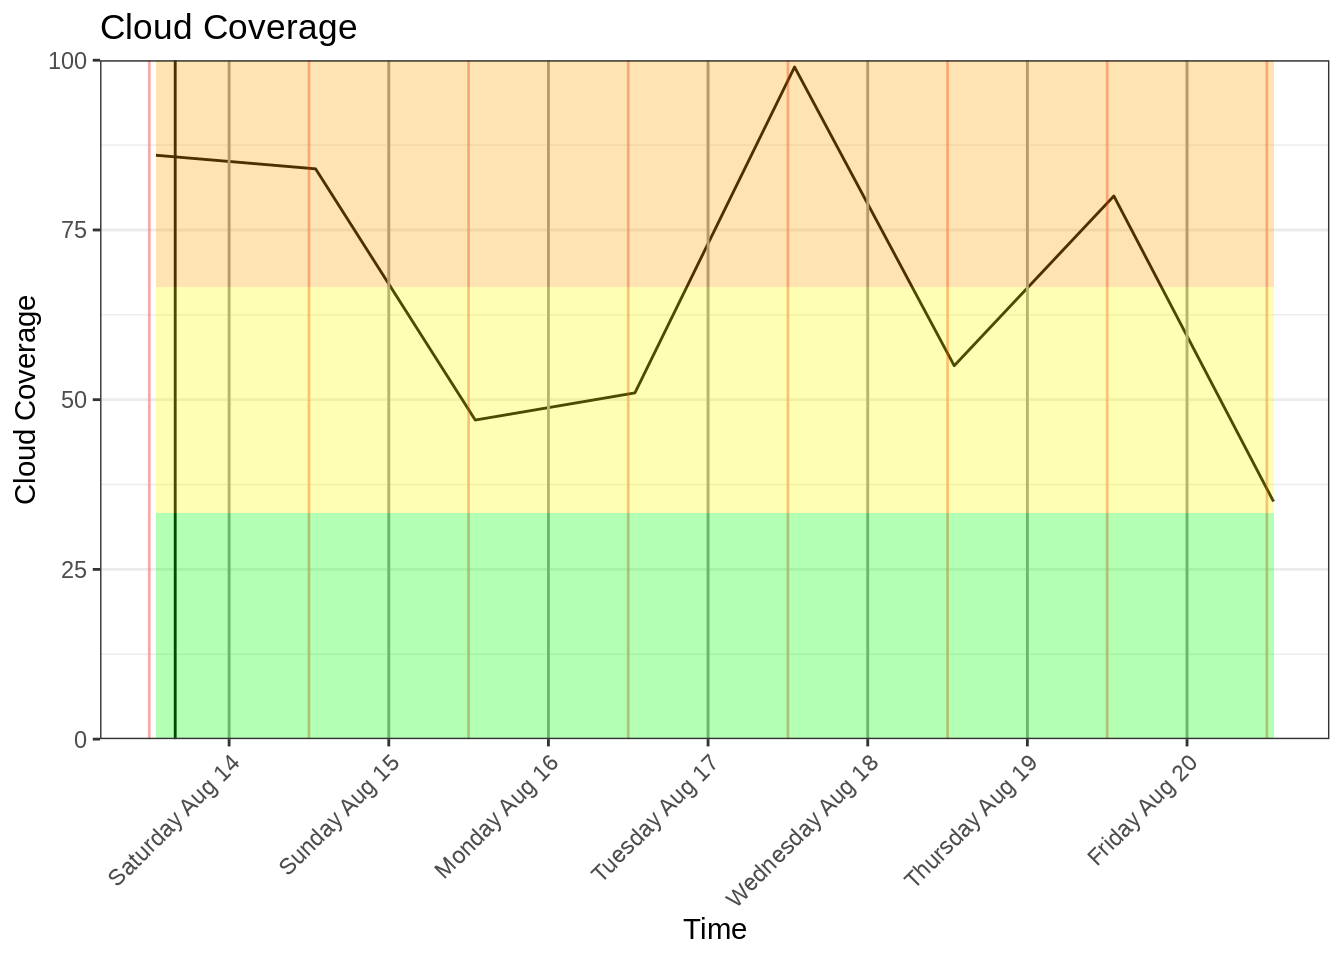 Cloud Coverage
100
75
50
25
0
Cloud Coverage
Saturday Aug 14
Sunday Aug 15
Monday Aug 16
Tuesday Aug 17
Wednesday Aug 18
Thursday Aug 19
Friday Aug 20
Time